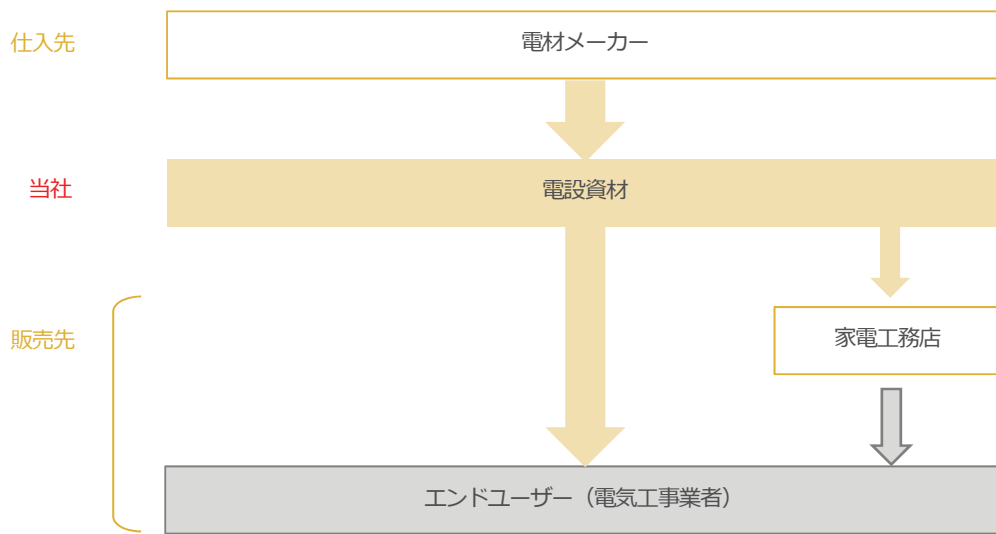 仕入先
電材メーカー
当社
電設資材
販売先
家電工務店
エンドユーザー（電気工事業者）